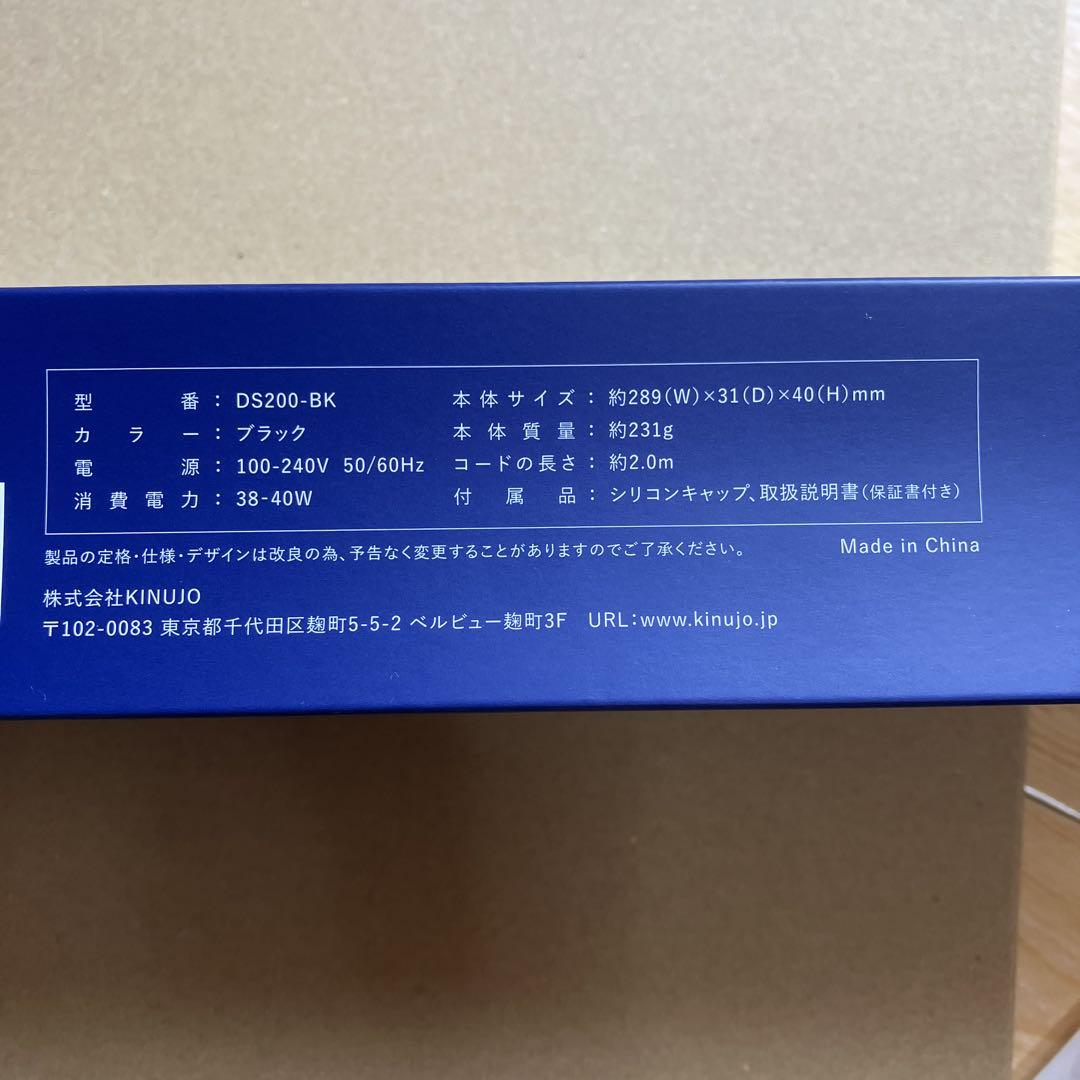 型番：DS200-BK
カラー：ブラック
電源：100-240V 50/60Hz
消費電力：38-40W
本体サイズ：約289(W)×31(D)×40(H)mm
本体質量：約231g
コードの長さ：約2.0m
付属品：シリコンキャップ、取扱説明書(保証書付き)
製品の定格・仕様・デザインは改良の為、予告なく変更することがありますのでご了承ください。
Made in China
株式会社KINUJO
〒102-0083 東京都千代田区麹町5-5-2 ベルビュー麹町3F URL：www.kinujo.jp